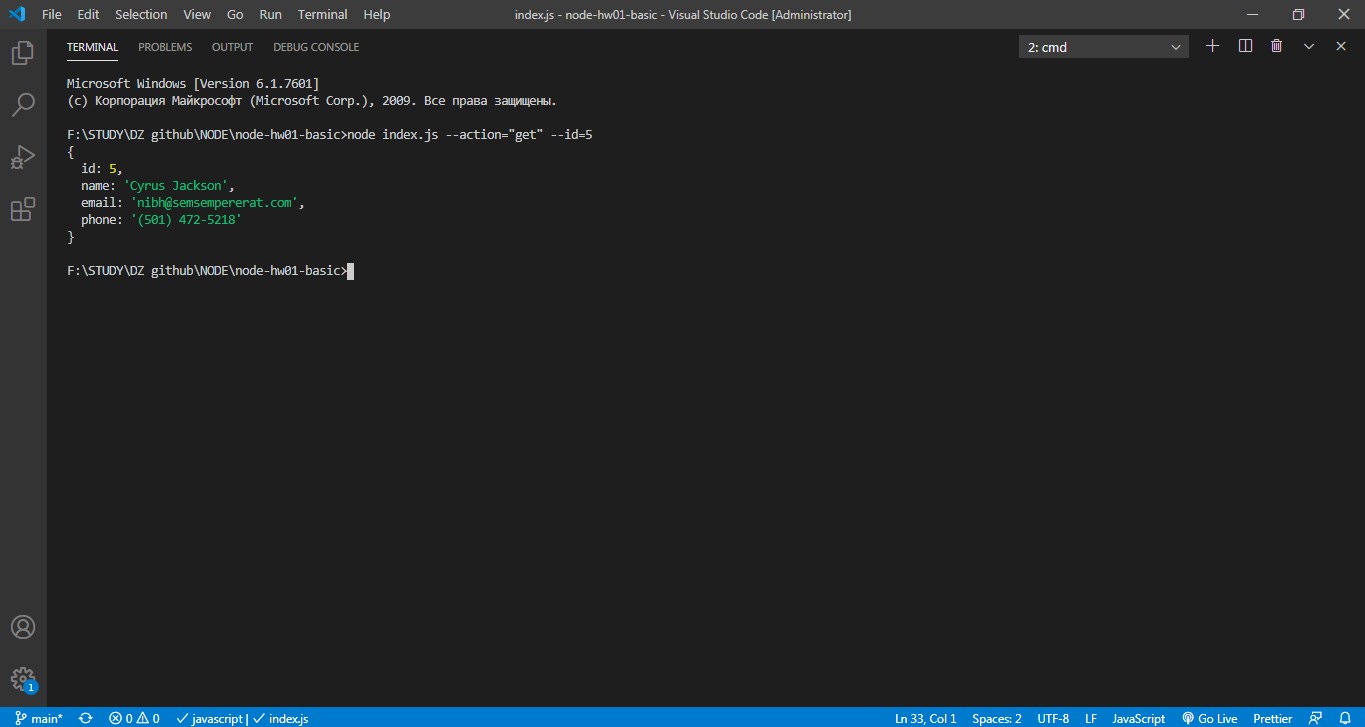 File Edit Selection View Go Run Terminal Help index.js - node-hw01-basic - Visual Studio Code [Administrator]
TERMINAL PROBLEMS OUTPUT DEBUG CONSOLE 2: cmd
Microsoft Windows [Version 6.1.7601]
(c) Корпорация Майкрософт (Microsoft Corp.), 2009. Все права защищены.
F:\STUDY\DZ github\NODE\node-hw01-basic>node index.js --action="get" --id=5
{
id: 5,
name: 'Cyrus Jackson',
email: 'nibh@semsempererat.com',
phone: '(501) 472-5218'
}
F:\STUDY\DZ github\NODE\node-hw01-basic>
1
main* 0 0 javascript | index.js Ln 33, Col 1 Spaces: 2 UTF-8 LF JavaScript Go Live Prettier